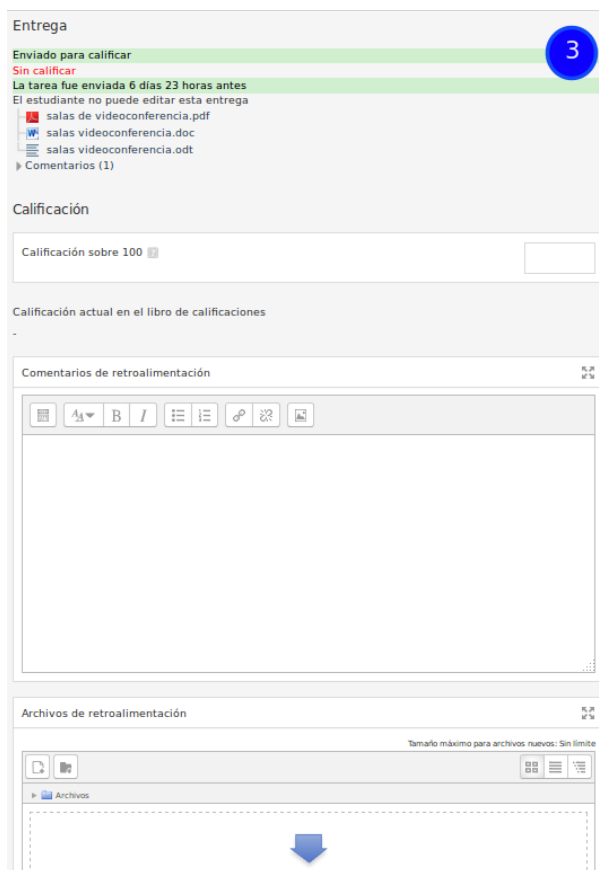 Entrega
3
Enviado para calificar
Sin calificar
La tarea fue enviada 6 días 23 horas antes
El estudiante no puede editar esta entrega
salas de videoconferencia.pdf
salas videoconferencia.doc
salas videoconferencia.odt
Comentarios (1)
Calificación
Calificación sobre 100
Calificación actual en el libro de calificaciones
-
Comentarios de retroalimentación
B I
Archivos de retroalimentación
Tamaño máximo para archivos nuevos: Sin límite
Archivos